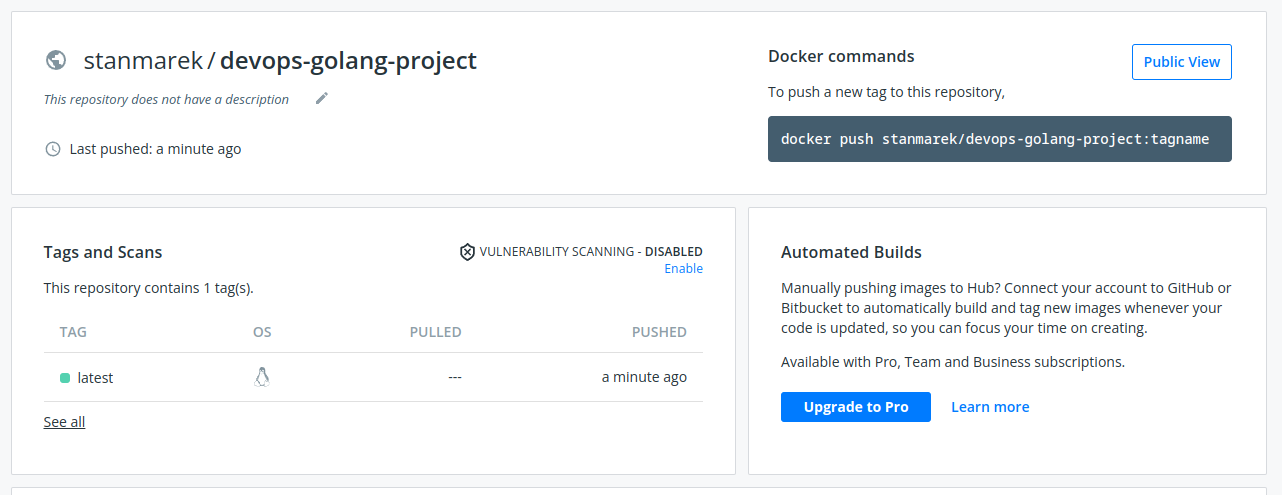 stanmarek / devops-golang-project
This repository does not have a description
Last pushed: a minute ago
Docker commands
Public View
To push a new tag to this repository,
docker push stanmarek/devops-golang-project:tagname
Tags and Scans
VULNERABILITY SCANNING - DISABLED
Enable
This repository contains 1 tag(s).
TAG OS PULLED PUSHED
latest --- a minute ago
See all
Automated Builds
Manually pushing images to Hub? Connect your account to GitHub or
Bitbucket to automatically build and tag new images whenever your
code is updated, so you can focus your time on creating.
Available with Pro, Team and Business subscriptions.
Upgrade to Pro Learn more